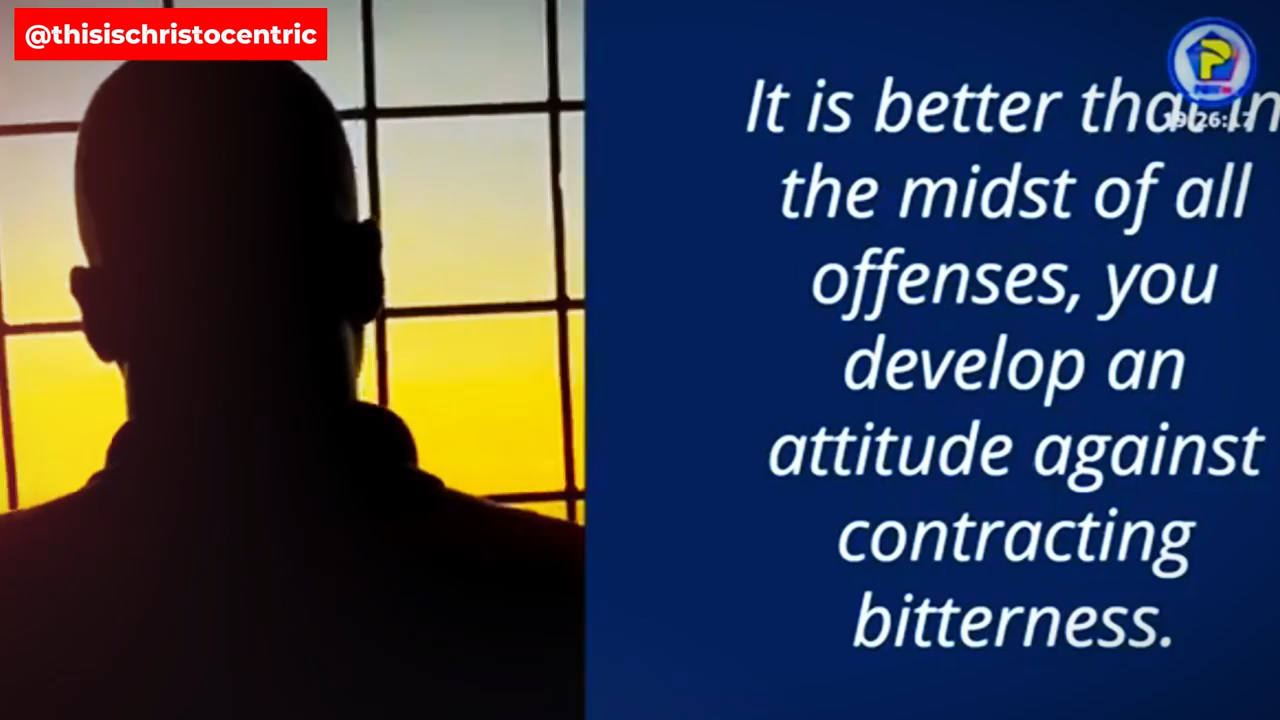 @thisischristocentric
It is better that in
the midst of all
offenses, you
develop an
attitude against
contracting
bitterness.